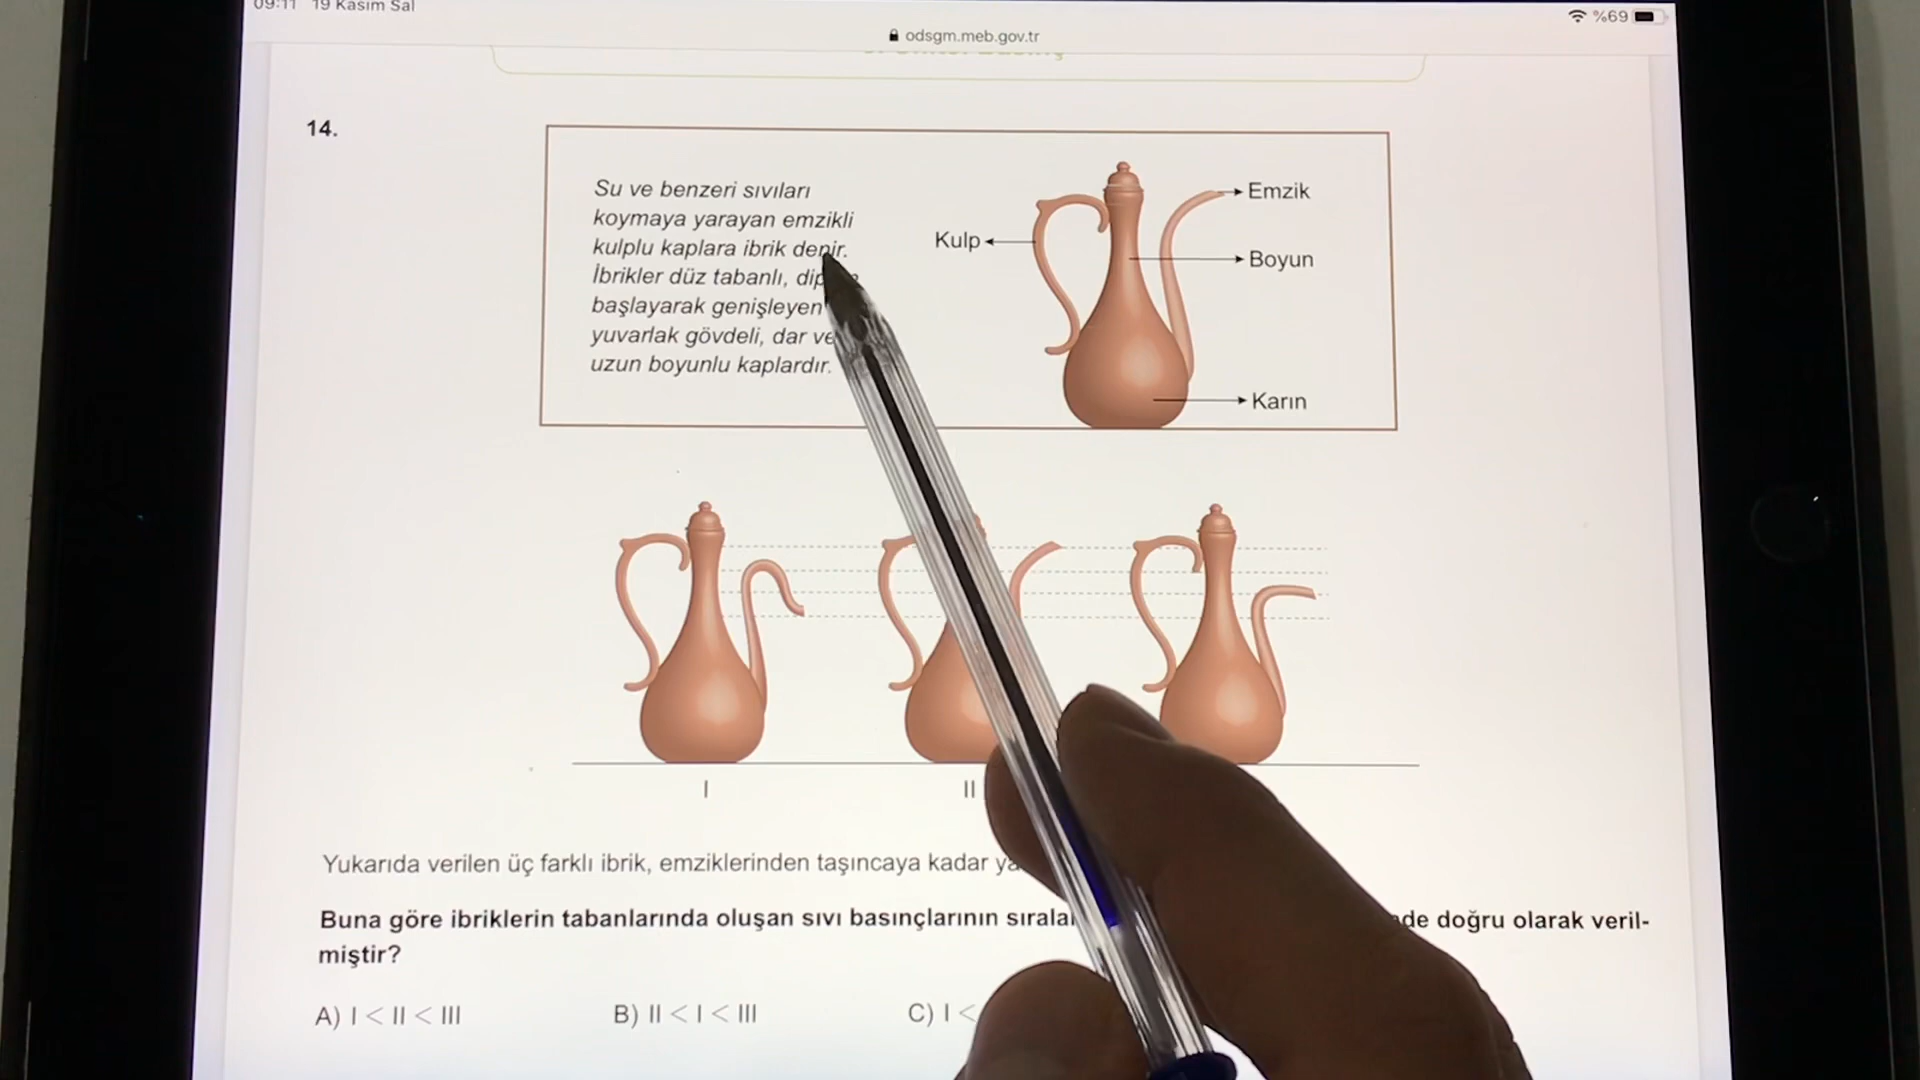 09:11 19 Kasım Sal
%69
odsgm.meb.gov.tr
14.
Su ve benzeri sıvıları
koymaya yarayan emzikli
kulplu kaplara ibrik denir.
İbrikler düz tabanlı,
başlayarak genişleyen
yuvarlak gövdeli, dar ve
uzun boyunlu kaplardır.
Kulp
Emzik
Boyun
Karın
I
II
Yukarıda verilen üç farklı ibrik, emziklerinden taşıncaya kadar
Buna göre ibriklerin tabanlarında oluşan sıvı basınçlarının doğru olarak veril-
miştir?
A) I < II < III
B) II < I < III
C) I <